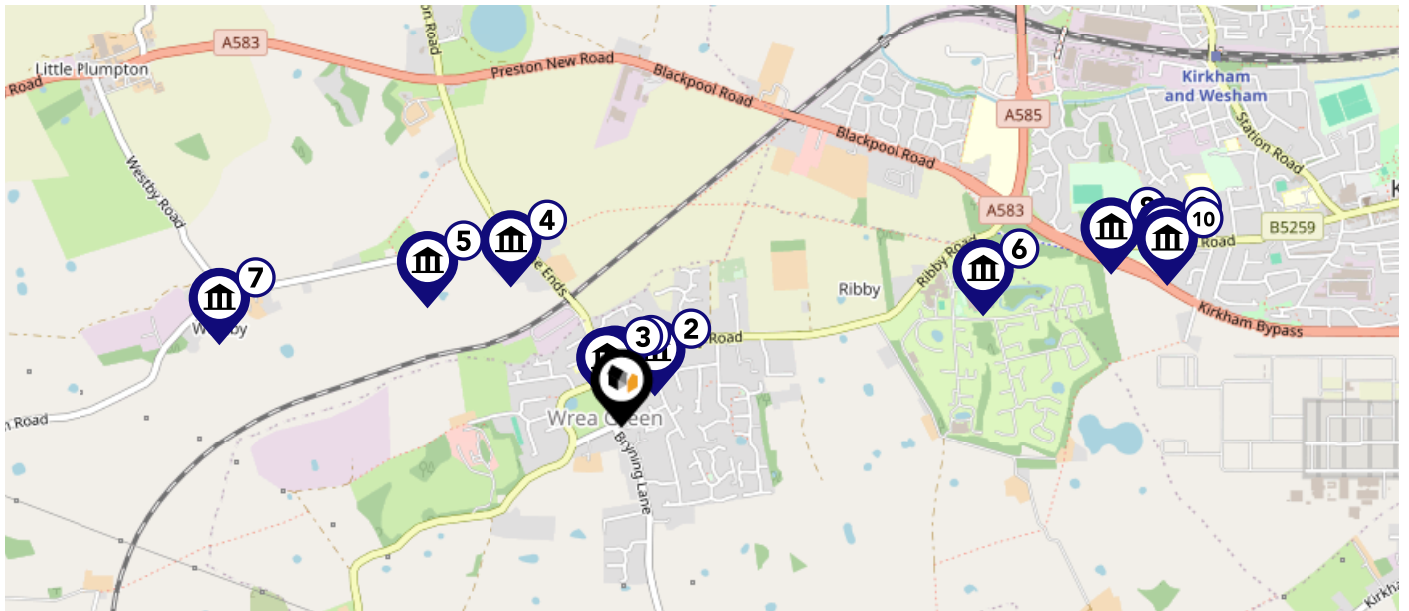 on Road
A583
Little Plumpton
Preston New Road
Road
Blackpool Road
Kirkham
and Wesham
A585
Blackpool Road
Station Road
Westby Road
A583
4
5
10
B5259
Road
6
Ribby Road
7
e Ends
Ribby
Kirkham Bypass
3
2
Road
Wrea Green
n Road
Bryning Lane
Kirkha